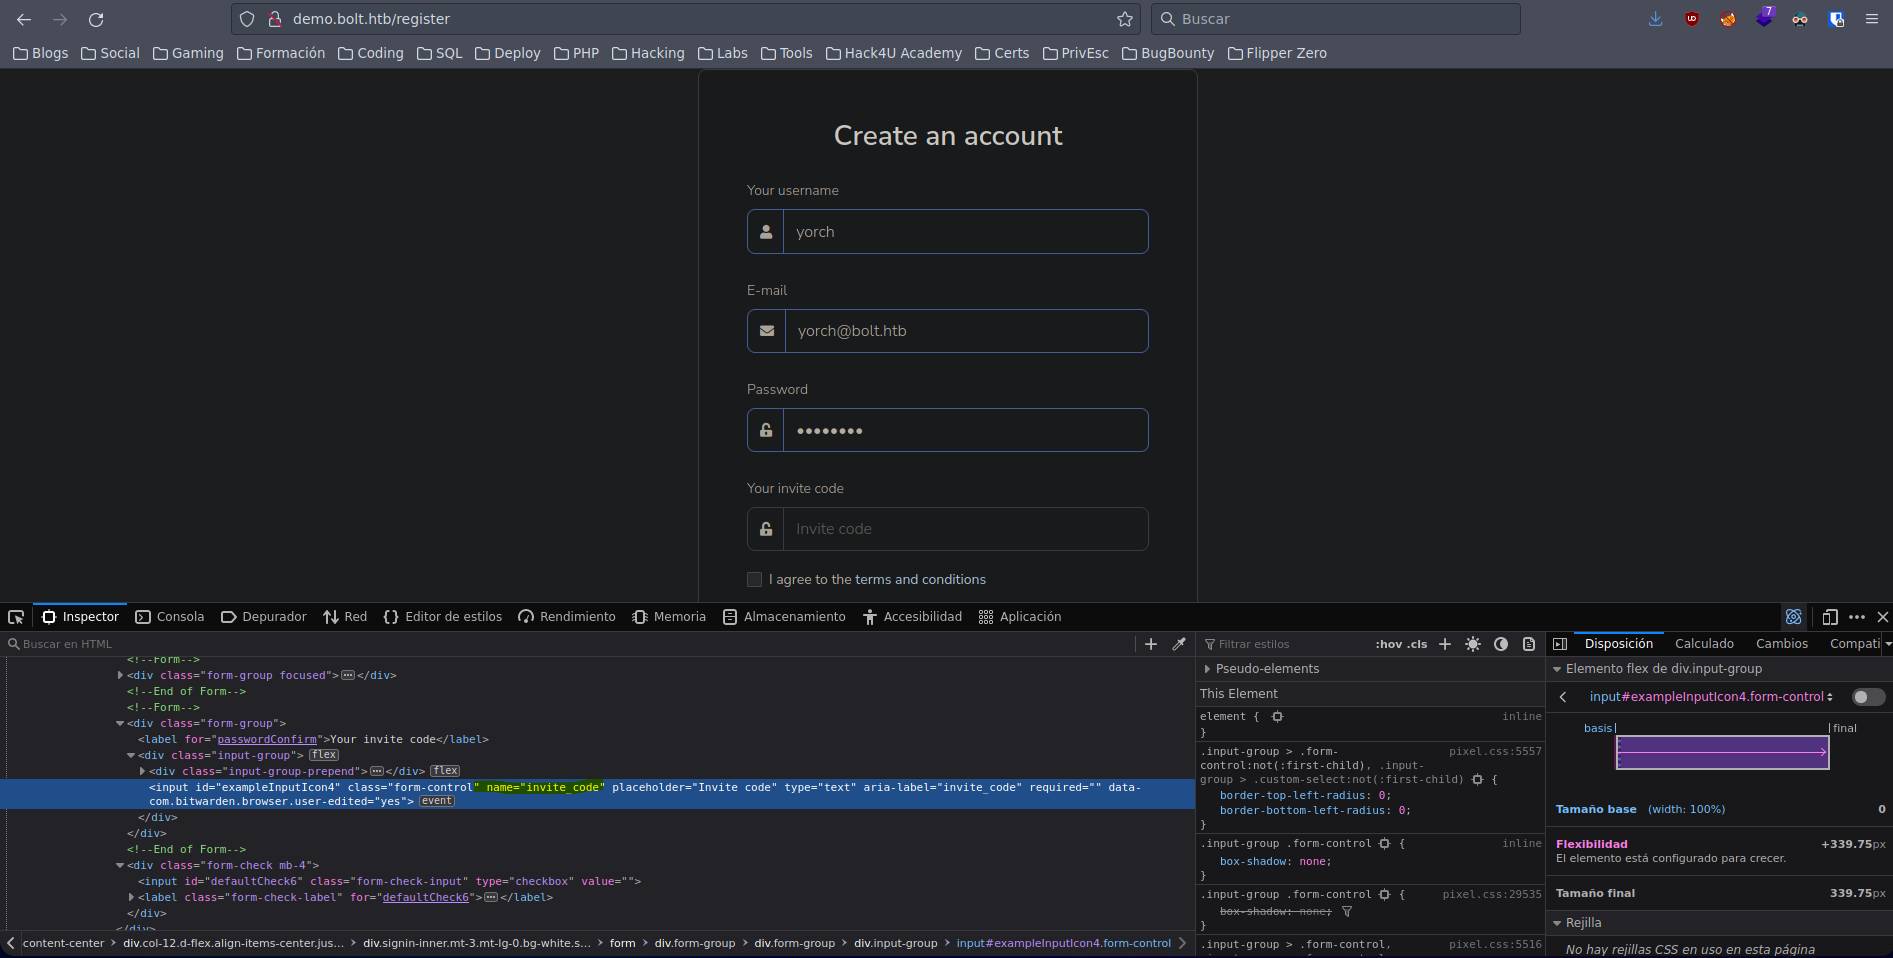 demo.bolt.htb/register
Buscar
7
Blogs Social Gaming Formación Coding SQL Deploy PHP Hacking Labs Tools Hack4U Academy Certs PrivEsc BugBounty Flipper Zero
Create an account
Your username
yorch
E-mail
yorch@bolt.htb
Password
••••••••
Your invite code
Invite code
I agree to the terms and conditions
Inspector Consola Depurador Red Editor de estilos Rendimiento Memoria Almacenamiento Accesibilidad Aplicación
Buscar en HTML
<!--Form-->
<div class="form-group focused"></div>
<!--End of Form-->
<!--Form-->
<div class="form-group">
<label for="passwordConfirm">Your invite code</label>
<div class="input-group"> flex
<div class="input-group-prepend"></div> flex
<input id="exampleInputIcon4" class="form-control" name="invite_code" placeholder="Invite code" type="text" aria-label="invite_code" required="" data-
com.bitwarden.browser.user-edited="yes"> event
</div>
</div>
<!--End of Form-->
<div class="form-check mb-4">
<input id="defaultCheck6" class="form-check-input" type="checkbox" value="">
<label class="form-check-label" for="defaultCheck6"></label>
</div>
</div>
content-center > div.col-12.d-flex.align-items-center.jus... > div.signin-inner.mt-3.mt-lg-0.bg-white.s... > form > div.form-group > div.form-group > div.input-group > input#exampleInputIcon4.form-control
Filtrar estilos :hov .cls
Pseudo-elements
This Element
element { inline
}
.input-group > .form- pixel.css:5557
control:not(:first-child), .input-
group > .custom-select:not(:first-child) {
border-top-left-radius: 0;
border-bottom-left-radius: 0;
}
.input-group .form-control { inline
box-shadow: none;
}
.input-group .form-control { pixel.css:29535
box-shadow: none;
}
.input-group > .form-control, pixel.css:5516
Disposición Calculado Cambios Compati
Elemento flex de div.input-group
input#exampleInputIcon4.form-control
basis final
Tamaño base (width: 100%) 0
Flexibilidad +339.75px
El elemento está configurado para crecer.
Tamaño final 339.75px
Rejilla
No hay rejillas CSS en uso en esta página